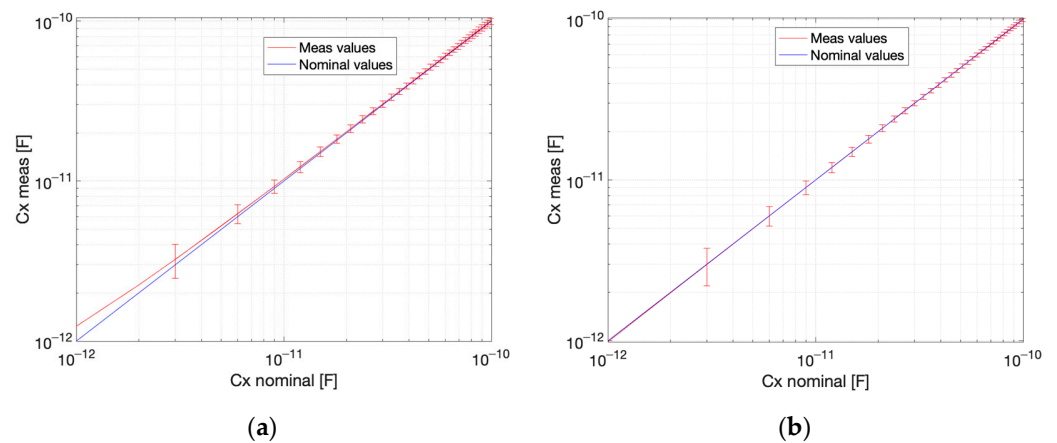 10⁻¹⁰
Meas values
Nominal values
Cx meas [F]
10⁻¹¹
10⁻¹²
10⁻¹² 10⁻¹¹ 10⁻¹⁰
Cx nominal [F]
(a)
10⁻¹⁰
Meas values
Nominal values
Cx meas [F]
10⁻¹¹
10⁻¹²
10⁻¹² 10⁻¹¹ 10⁻¹⁰
Cx nominal [F]
(b)